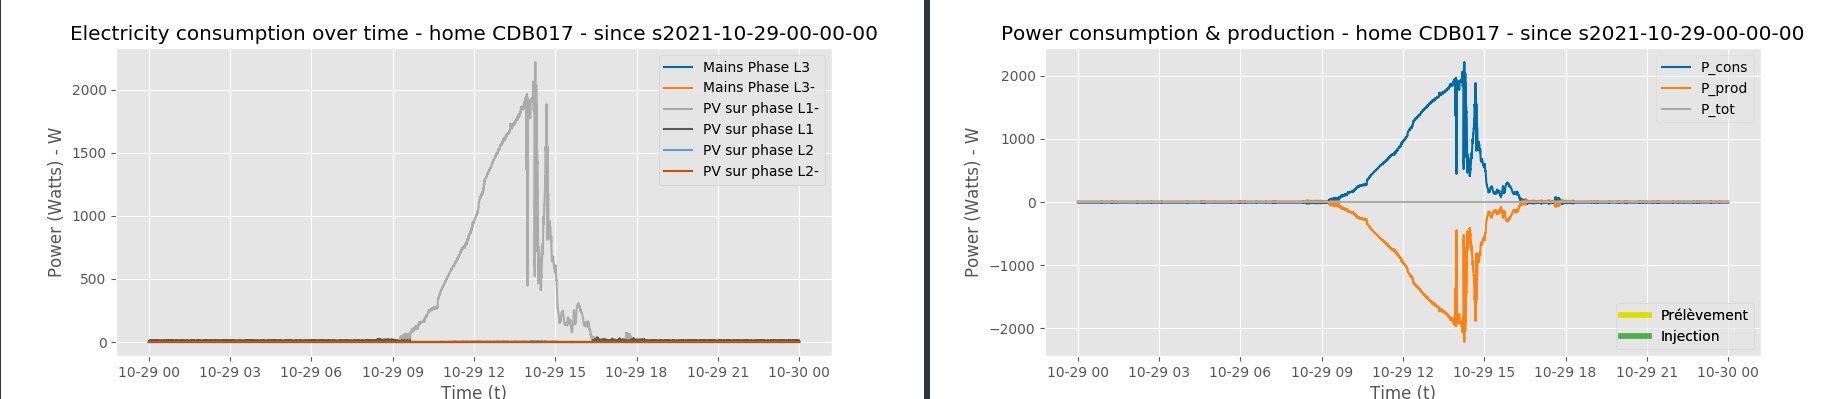 Electricity consumption over time - home CDB017 - since s2021-10-29-00-00-00
Power (Watts) - W
2000
1500
1000
500
0
Mains Phase L3
Mains Phase L3-
PV sur phase L1-
PV sur phase L1
PV sur phase L2
PV sur phase L2-
10-29 00 10-29 03 10-29 06 10-29 09 10-29 12 10-29 15 10-29 18 10-29 21 10-30 00
Time (t)
Power consumption & production - home CDB017 - since s2021-10-29-00-00-00
Power (Watts) - W
2000
1000
0
−1000
−2000
P_cons
P_prod
P_tot
Prélèvement
Injection
10-29 00 10-29 03 10-29 06 10-29 09 10-29 12 10-29 15 10-29 18 10-29 21 10-30 00
Time (t)